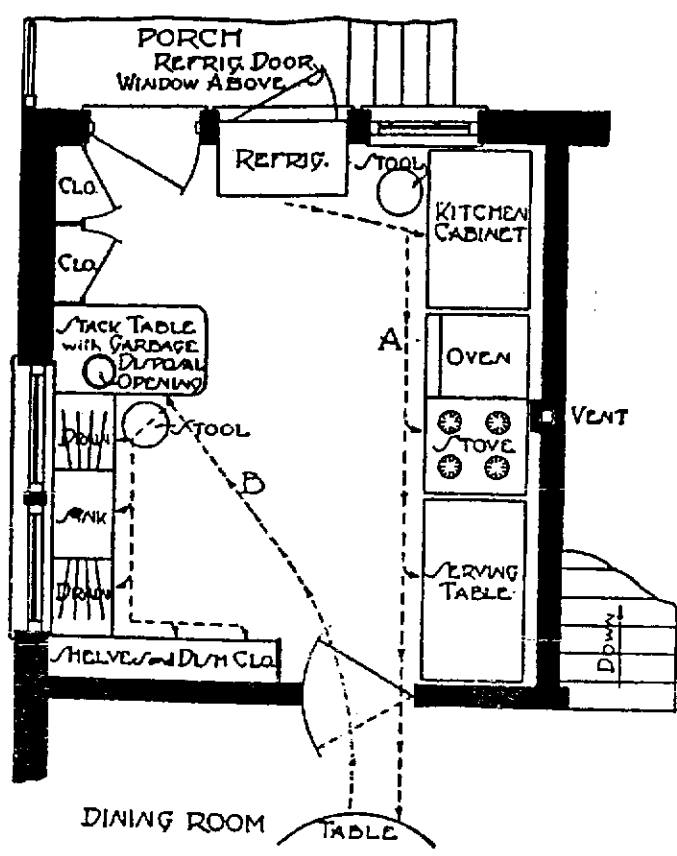 PORCH
REFRIG. DOOR
WINDOW ABOVE
REFRIG.
STOOL
CLO.
KITCHEN
CABINET
CLO.
STACK TABLE
with GARBAGE
DISPOSAL
OPENING
A
OVEN
VENT
STOOL
STOVE
B
SINK
DRAIN
SERVING
TABLE
DOWN
SHELVES and DISH CLO.
DINING ROOM
TABLE